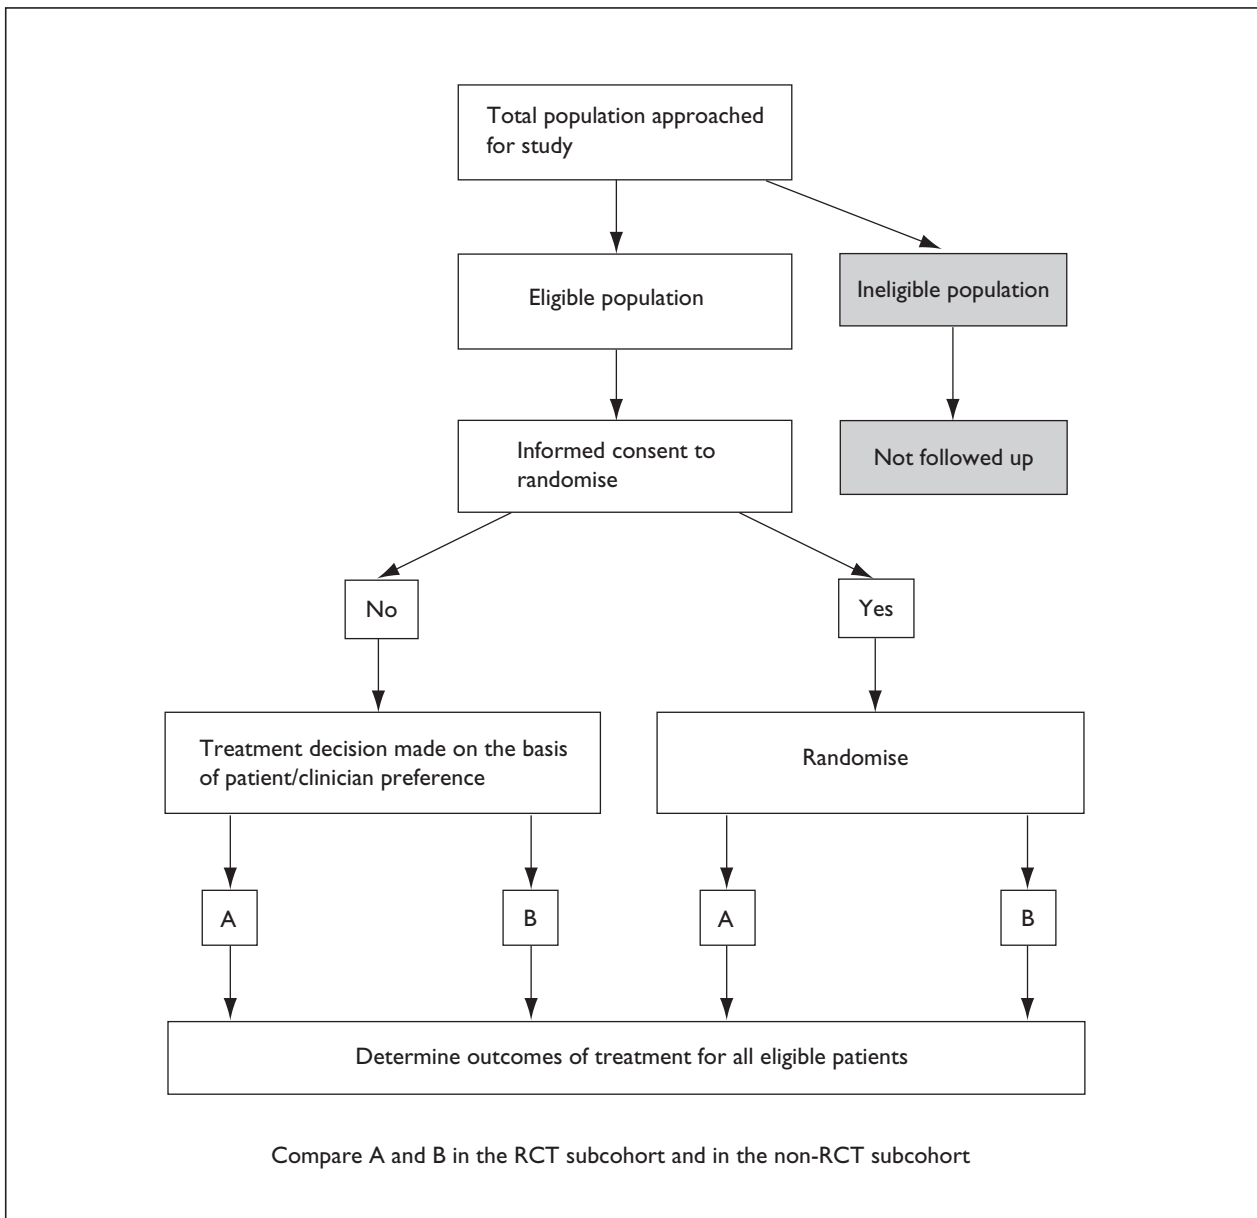 Total population approached
for study
Eligible population
Ineligible population
Informed consent to
randomise
Not followed up
No
Yes
Treatment decision made on the basis
of patient/clinician preference
Randomise
A
B
A
B
Determine outcomes of treatment for all eligible patients
Compare A and B in the RCT subcohort and in the non-RCT subcohort